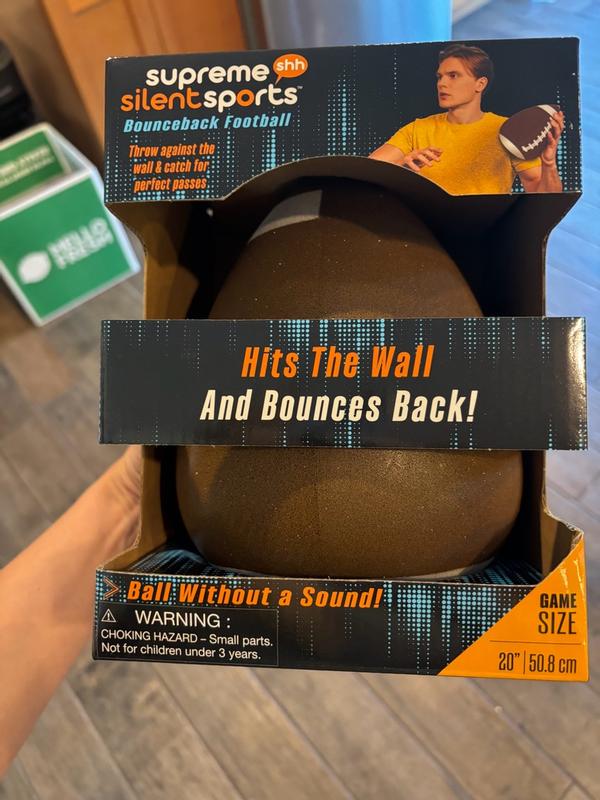 supreme shh
silentsports™
Bounceback Football
Throw against the
wall & catch for
perfect passes
Hits The Wall
And Bounces Back!
Ball Without a Sound!
WARNING :
CHOKING HAZARD – Small parts.
Not for children under 3 years.
GAME
SIZE
20” | 50.8 cm
HELLO
FRESH